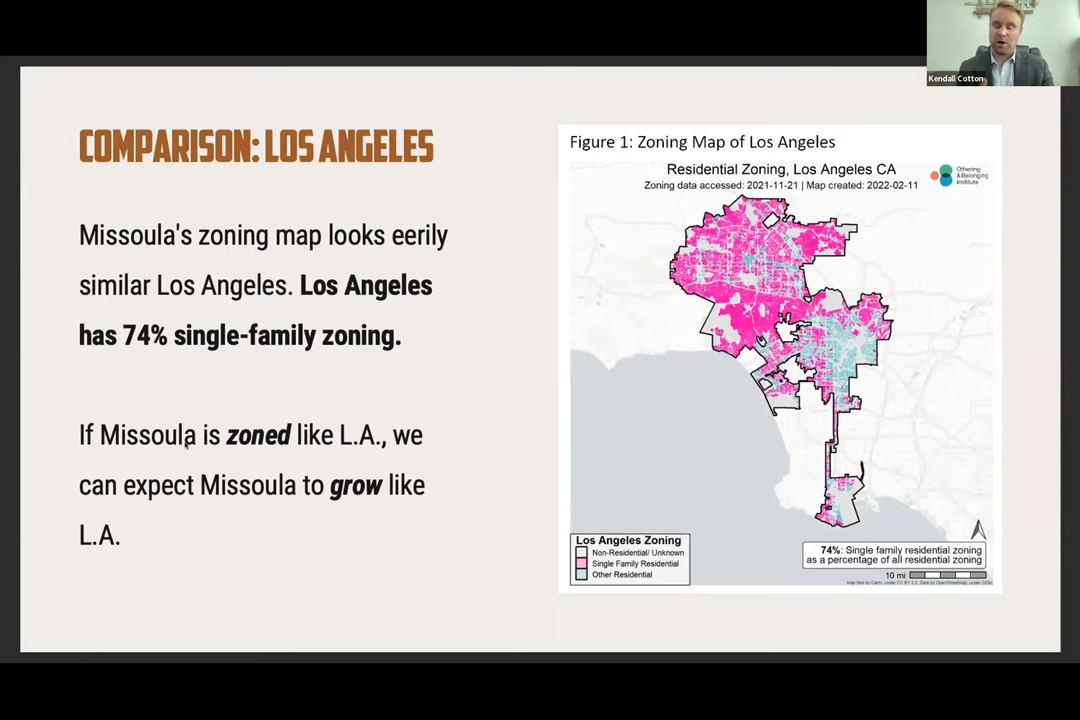 Kendall Cotton
COMPARISON: LOS ANGELES
Missoula's zoning map looks eerily
similar Los Angeles. Los Angeles
has 74% single-family zoning.
If Missoula is zoned like L.A., we
can expect Missoula to grow like
L.A.
Figure 1: Zoning Map of Los Angeles
Residential Zoning, Los Angeles CA
Zoning data accessed: 2021-11-21 | Map created: 2022-02-11
Othering
&Belonging
Institute
Los Angeles Zoning
Non-Residential/ Unknown
Single Family Residential
Other Residential
74%: Single family residential zoning
as a percentage of all residential zoning
10 mi